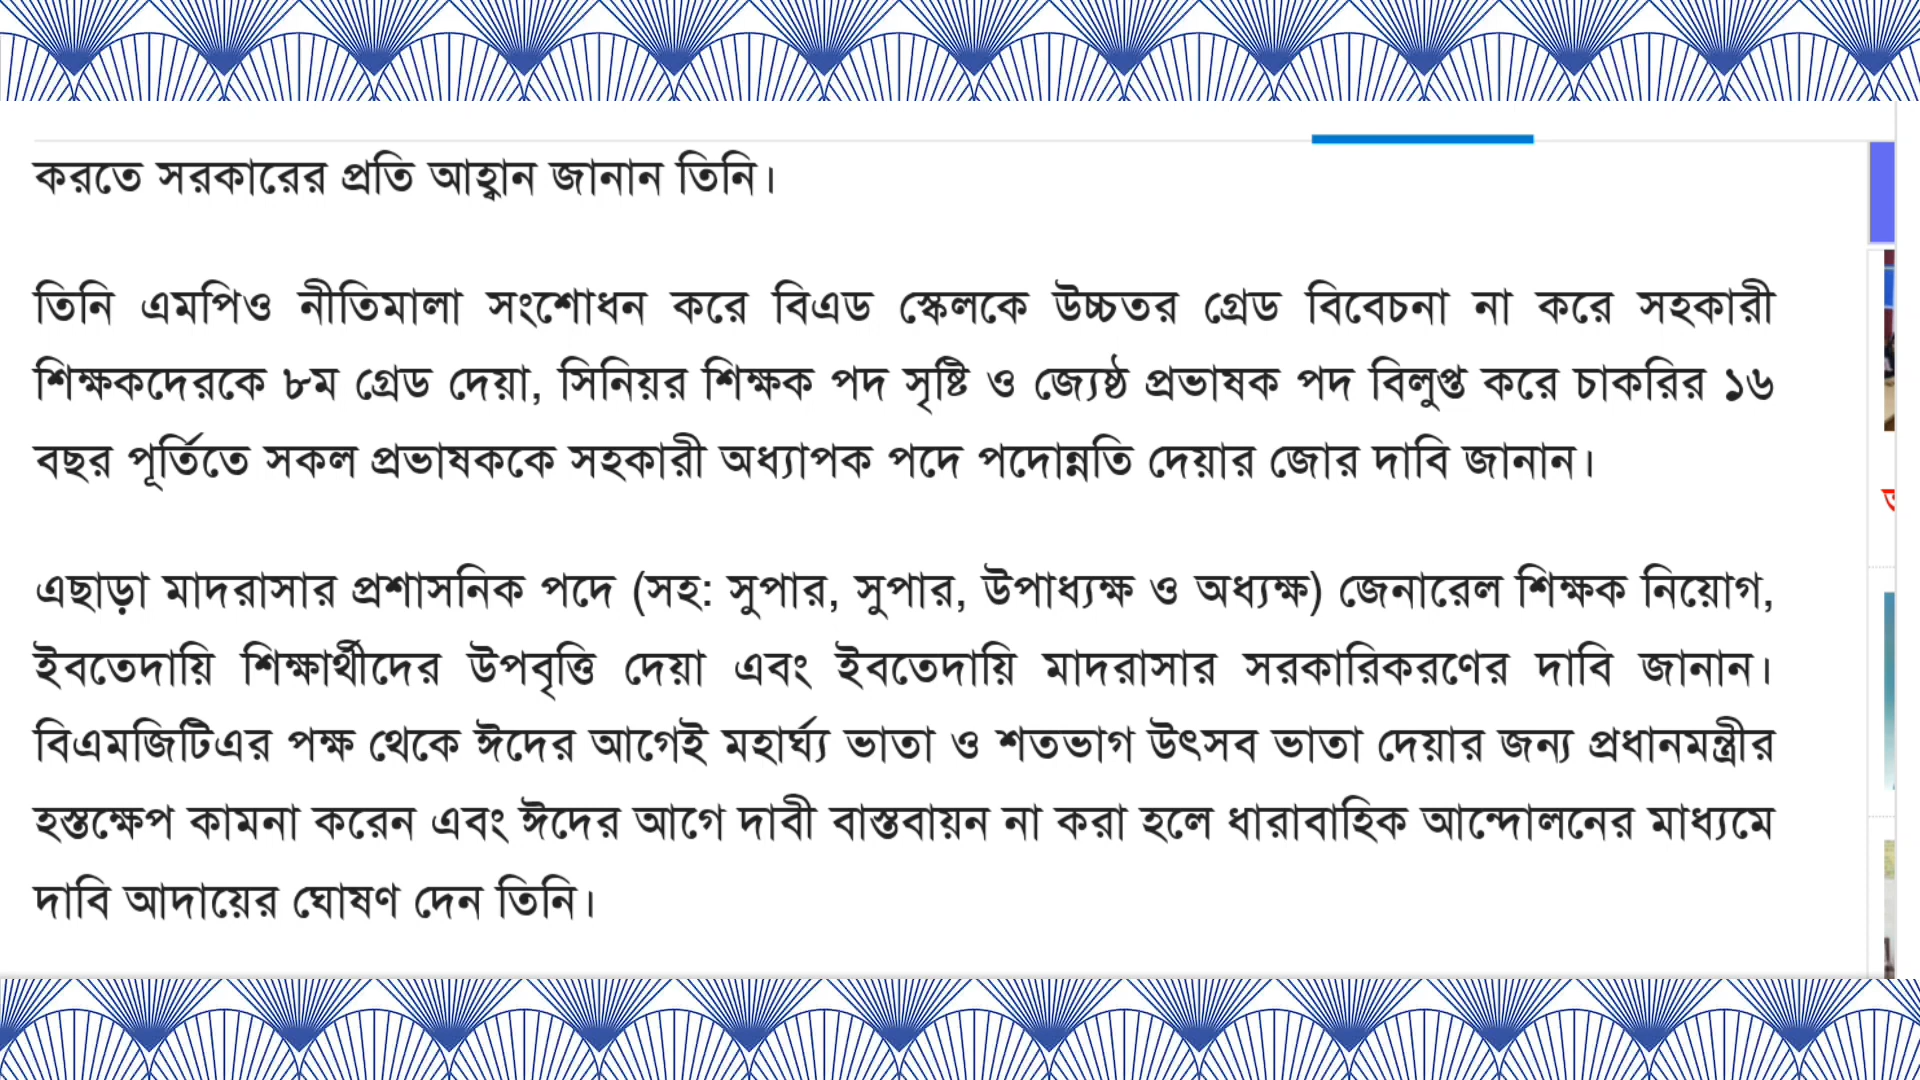 করতে সরকারের প্রতি আহ্বান জানান তিনি।
তিনি এমপিও নীতিমালা সংশোধন করে বিএড স্কেলকে উচ্চতর গ্রেড বিবেচনা না করে সহকারী
শিক্ষকদেরকে ৮ম গ্রেড দেয়া, সিনিয়র শিক্ষক পদ সৃষ্টি ও জ্যেষ্ঠ প্রভাষক পদ বিলুপ্ত করে চাকরির ১৬
বছর পূর্তিতে সকল প্রভাষককে সহকারী অধ্যাপক পদে পদোন্নতি দেয়ার জোর দাবি জানান।
এছাড়া মাদরাসার প্রশাসনিক পদে (সহ: সুপার, সুপার, উপাধ্যক্ষ ও অধ্যক্ষ) জেনারেল শিক্ষক নিয়োগ,
ইবতেদায়ি শিক্ষার্থীদের উপবৃত্তি দেয়া এবং ইবতেদায়ি মাদরাসার সরকারিকরণের দাবি জানান।
বিএমজিটিএর পক্ষ থেকে ঈদের আগেই মহার্ঘ্য ভাতা ও শতভাগ উৎসব ভাতা দেয়ার জন্য প্রধানমন্ত্রীর
হস্তক্ষেপ কামনা করেন এবং ঈদের আগে দাবী বাস্তবায়ন না করা হলে ধারাবাহিক আন্দোলনের মাধ্যমে
দাবি আদায়ের ঘোষণ দেন তিনি।